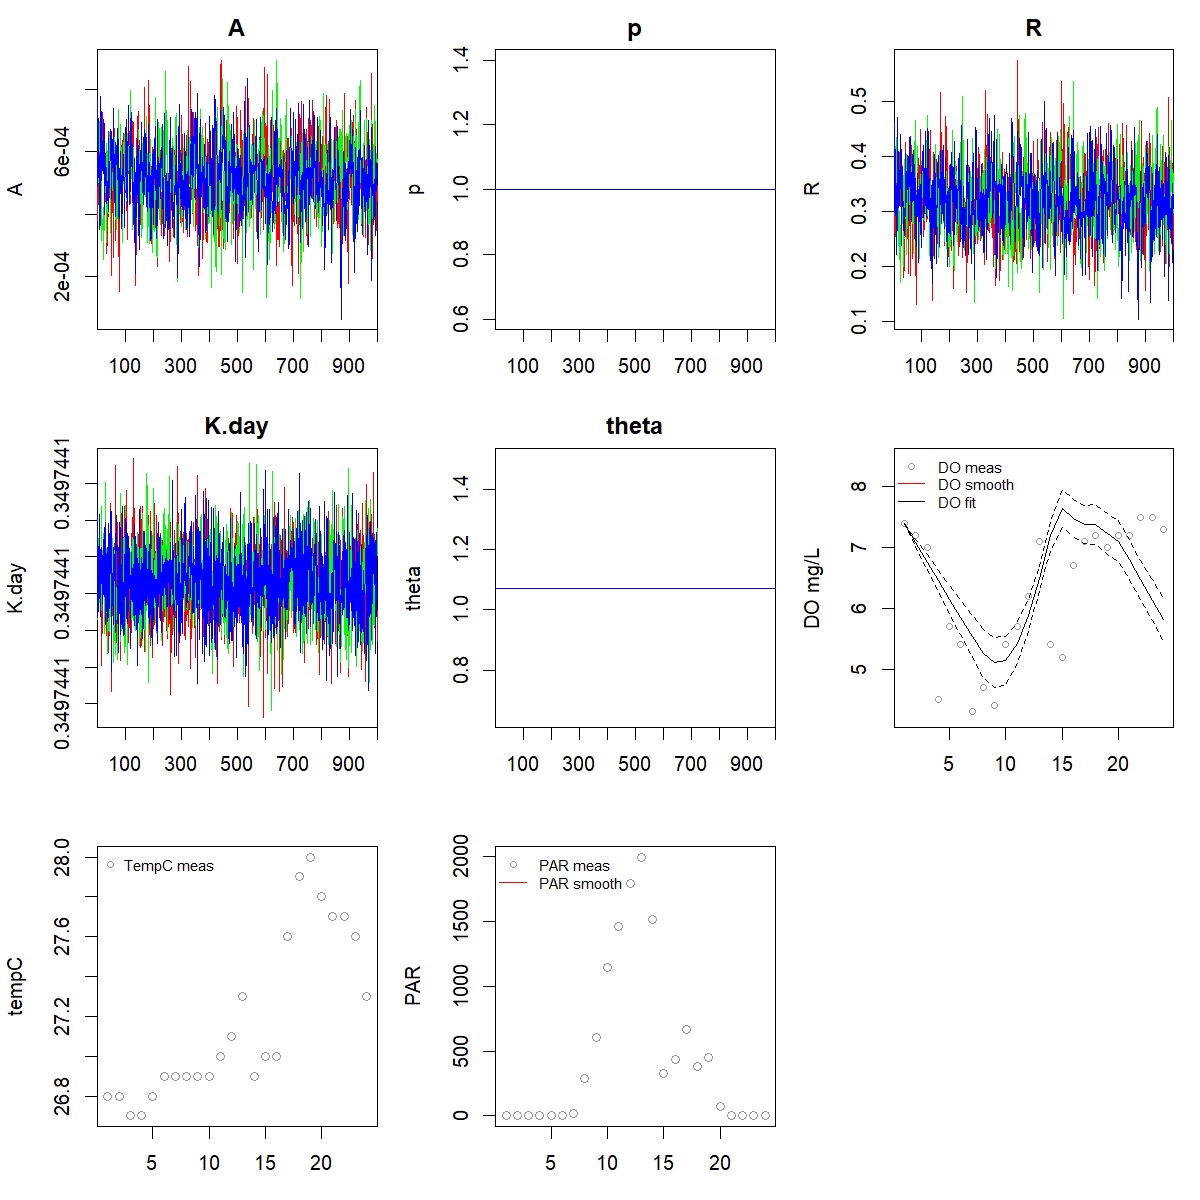 A
A
2e-04
6e-04
100 300 500 700 900
p
p
0.6
0.8
1.0
1.2
1.4
100 300 500 700 900
R
R
0.1
0.2
0.3
0.4
0.5
100 300 500 700 900
K.day
K.day
0.3497441
0.3497441
0.3497441
0.3497441
100 300 500 700 900
theta
theta
0.8
1.0
1.2
1.4
100 300 500 700 900
DO mg/L
5
6
7
8
DO meas
DO smooth
DO fit
5 10 15 20
tempC
26.8
27.2
27.6
28.0
TempC meas
5 10 15 20
PAR
0
500
1000
1500
2000
PAR meas
PAR smooth
5 10 15 20